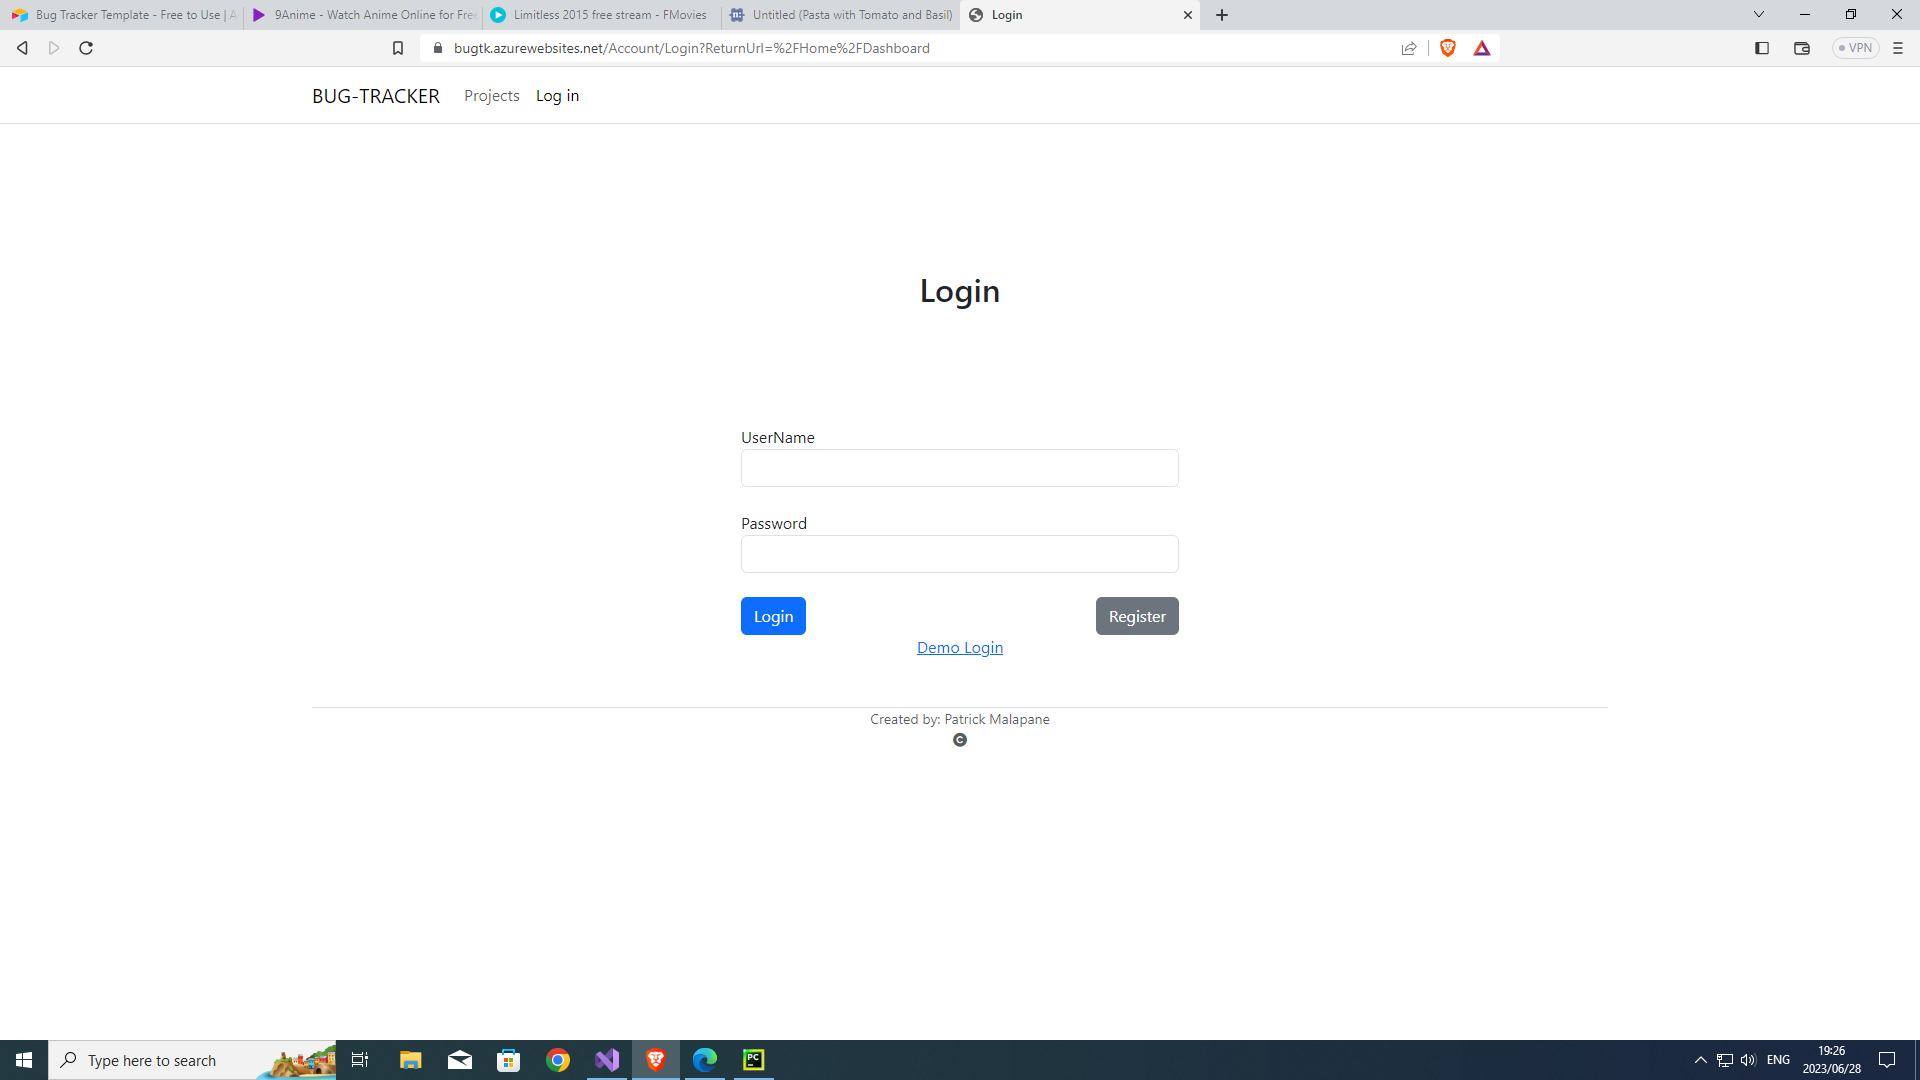 Bug Tracker Template - Free to Use | A
9Anime - Watch Anime Online for Free
Limitless 2015 free stream - FMovies
Untitled (Pasta with Tomato and Basil)
Login
bugtk.azurewebsites.net/Account/Login?ReturnUrl=%2FHome%2FDashboard
VPN
BUG-TRACKER
Projects
Log in
Login
UserName
Password
Login
Register
Demo Login
Created by: Patrick Malapane
Type here to search
PC
ENG
19:26
2023/06/28